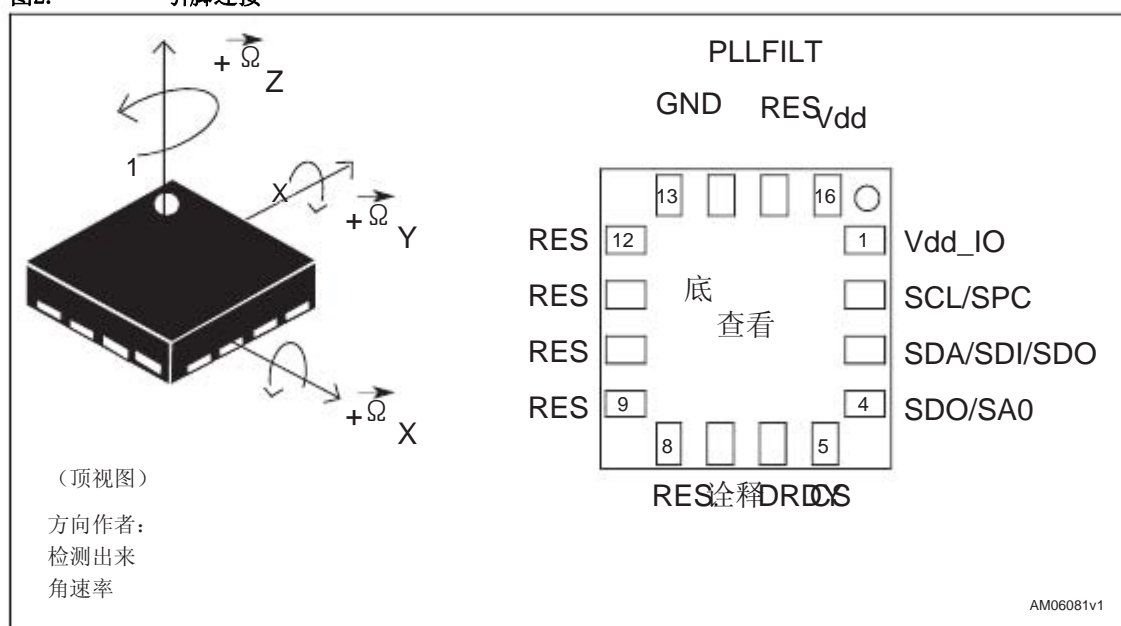 图2. 引脚连接
+ Ω Z
1
X
+ Ω Y
+ Ω X
(顶视图)
方向作者:
检测出来
角速率
PLLFILT
GND RES Vdd
13 16
RES 12 1 Vdd_IO
RES SCL/SPC
底
查看
RES SDA/SDI/SDO
RES 9 4 SDO/SA0
8 5
RES 诠释 DRDY CS
AM06081v1